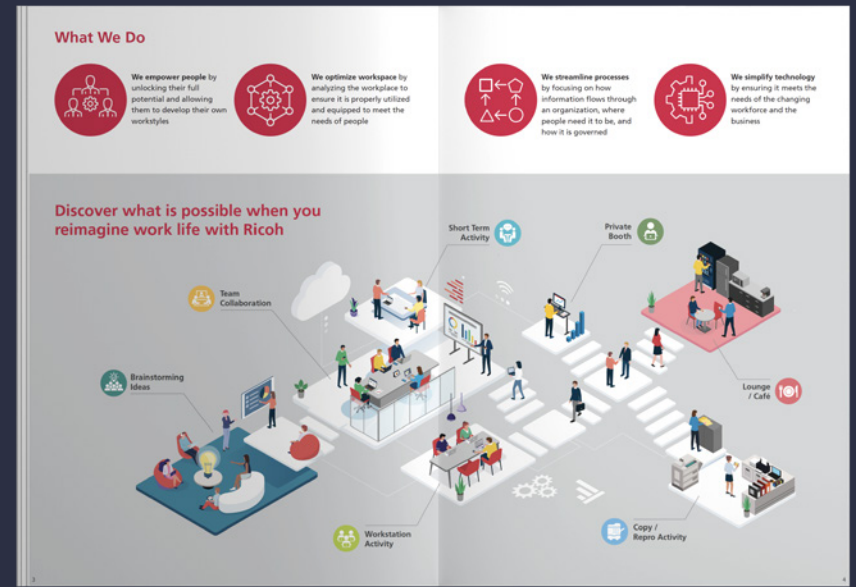 What We Do
We empower people by
unlocking their full
potential and allowing
them to develop their own
workstyles
We optimize workspace by
analyzing the workplace to
ensure it is properly utilized
and equipped to meet the
needs of people
We streamline processes
by focusing on how
information flows through
an organization, where
people need it to be, and
how it is governed
We simplify technology
by ensuring it meets the
needs of the changing
workforce and the
business
Discover what is possible when you
reimagine work life with Ricoh
Short Term
Activity
Private
Booth
Team
Collaboration
Brainstorming
Ideas
Lounge
/ Café
Workstation
Activity
Copy /
Repro Activity
3
4